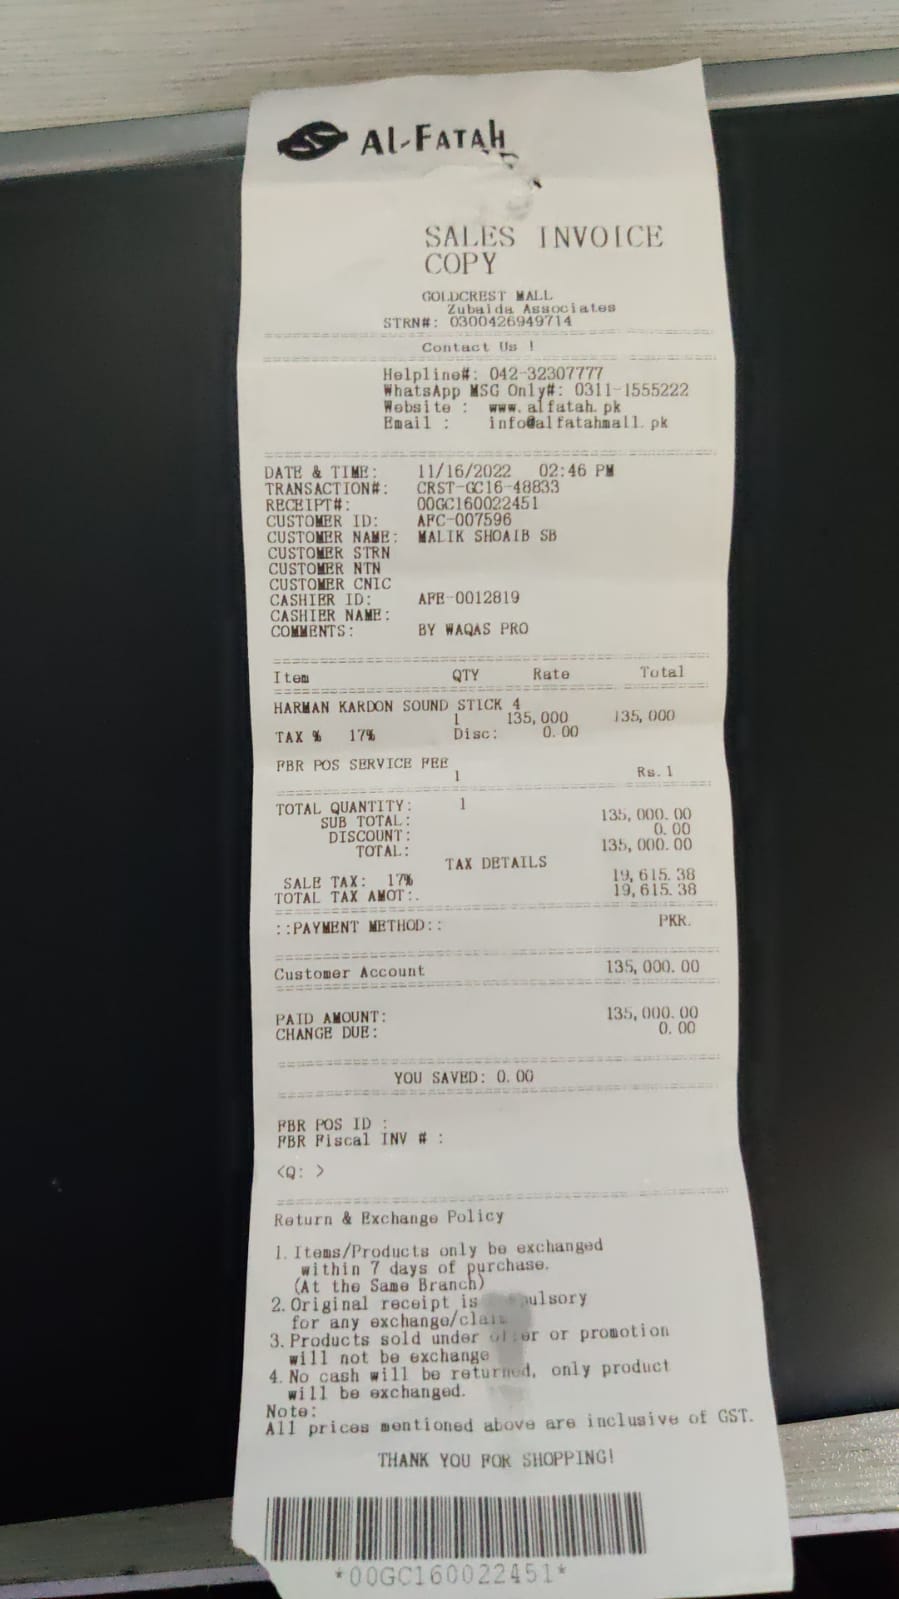 Al-Fatah
SALES INVOICE
COPY
GOLDCREST MALL
Zubaida Associates
STRN#: 0300426949714
Contact Us !
Helpline#: 042-32307777
WhatsApp MSG Only#: 0311-1555222
Website : www.alfatah.pk
Email : info@alfatahmall.pk
DATE & TIME: 11/16/2022 02:46 PM
TRANSACTION#: CRST-GC16-48833
RECEIPT#: 00GC160022451
CUSTOMER ID: AFC-007596
CUSTOMER NAME: MALIK SHOAIB SB
CUSTOMER STRN
CUSTOMER NTN
CUSTOMER CNIC
CASHIER ID: AFE-0012819
CASHIER NAME:
COMMENTS: BY WAQAS PRO
Item QTY Rate Total
HARMAN KARDON SOUND STICK 4
1 135,000 135,000
TAX % 17% Disc: 0.00
FBR POS SERVICE FEE
1 Rs.1
TOTAL QUANTITY: 1
SUB TOTAL: 135,000.00
DISCOUNT: 0.00
TOTAL: 135,000.00
TAX DETAILS
SALE TAX: 17% 19,615.38
TOTAL TAX AMOT:. 19,615.38
::PAYMENT METHOD:: PKR.
Customer Account 135,000.00
PAID AMOUNT: 135,000.00
CHANGE DUE: 0.00
YOU SAVED: 0.00
FBR POS ID :
FBR Fiscal INV # :
<Q: >
Return & Exchange Policy
1. Items/Products only be exchanged
within 7 days of purchase.
(At the Same Branch)
2. Original receipt is
for any exchange/claim
3. Products sold under offer or promotion
will not be exchange
4. No cash will be returned, only product
will be exchanged.
Note:
All prices mentioned above are inclusive of GST.
THANK YOU FOR SHOPPING!
*00GC160022451*